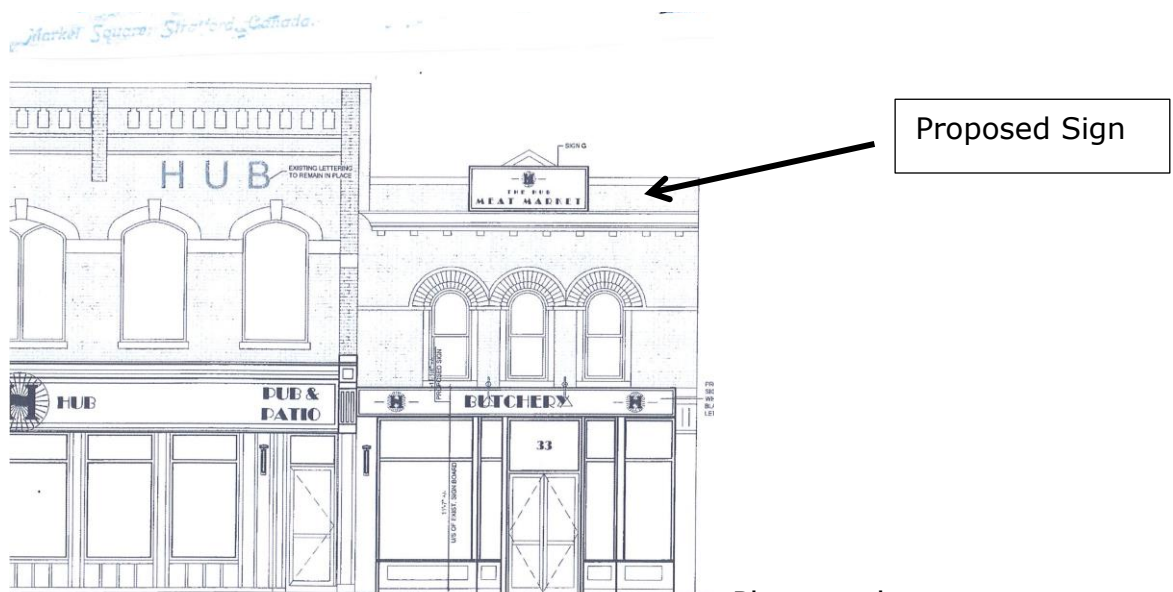 Market Square, Stratford, Canada.
Proposed Sign
SIGN G
HUB
EXISTING LETTERING
TO REMAIN IN PLACE
THE HUB
MEAT MARKET
PROPOSED SIGN
H HUB
PUB &
PATIO
H BUTCHERY H
33
U/S OF EXIST. SIGN BOARD